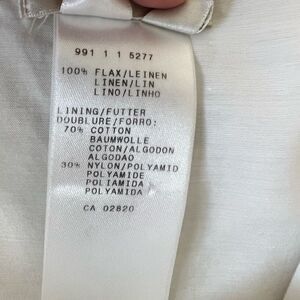 991 1 1 5277
100% FLAX/LEINEN
LINEN/LIN
LINO/LINHO
LINING/FUTTER
DOUBLURE/FORRO:
70% COTTON
BAUMWOLLE
COTON/ALGODON
ALGODAO
30% NYLON/POLYAMID
POLYAMIDE
POLIAMIDA
POLYAMIDE
CA 02820